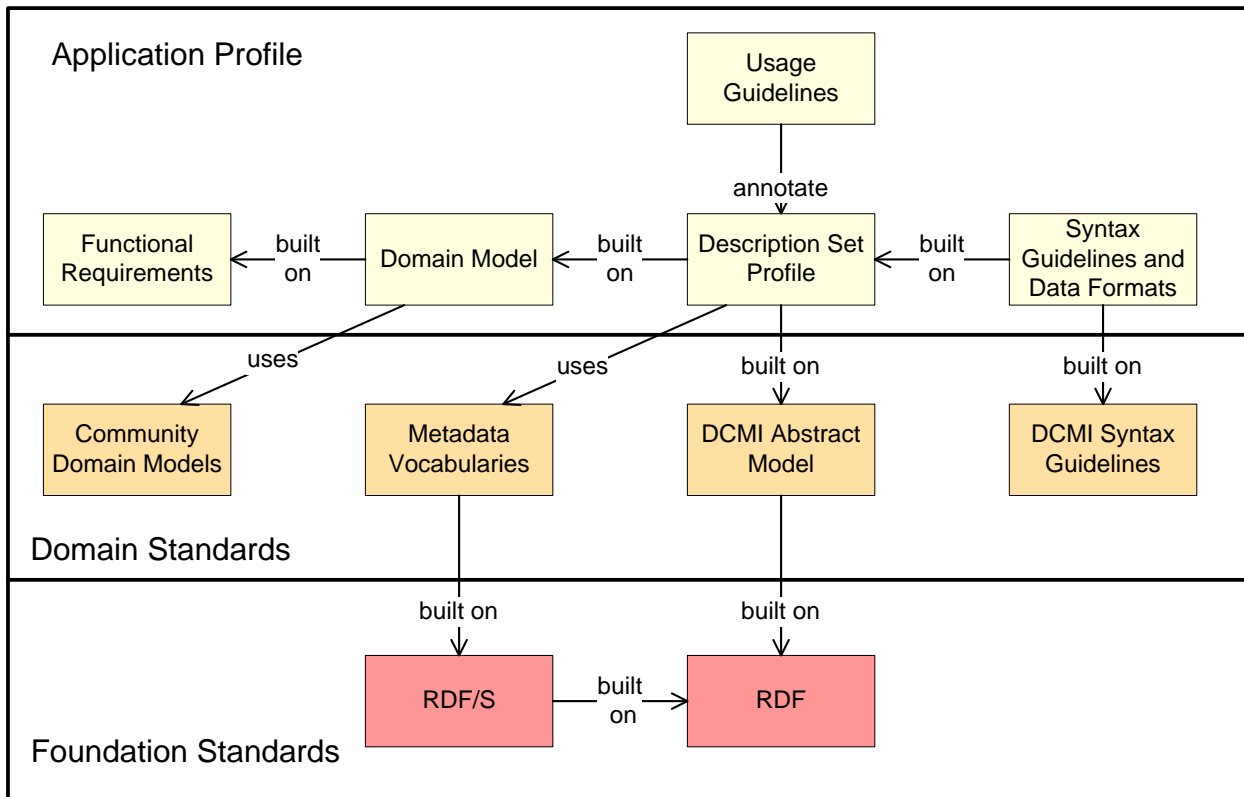 Application Profile
Usage
Guidelines
annotate
Functional
Requirements
built
on
Domain Model
built
on
Description Set
Profile
built
on
Syntax
Guidelines and
Data Formats
uses
uses
built on
built on
Community
Domain Models
Metadata
Vocabularies
DCMI Abstract
Model
DCMI Syntax
Guidelines
Domain Standards
built on
built on
RDF/S
built
on
RDF
Foundation Standards